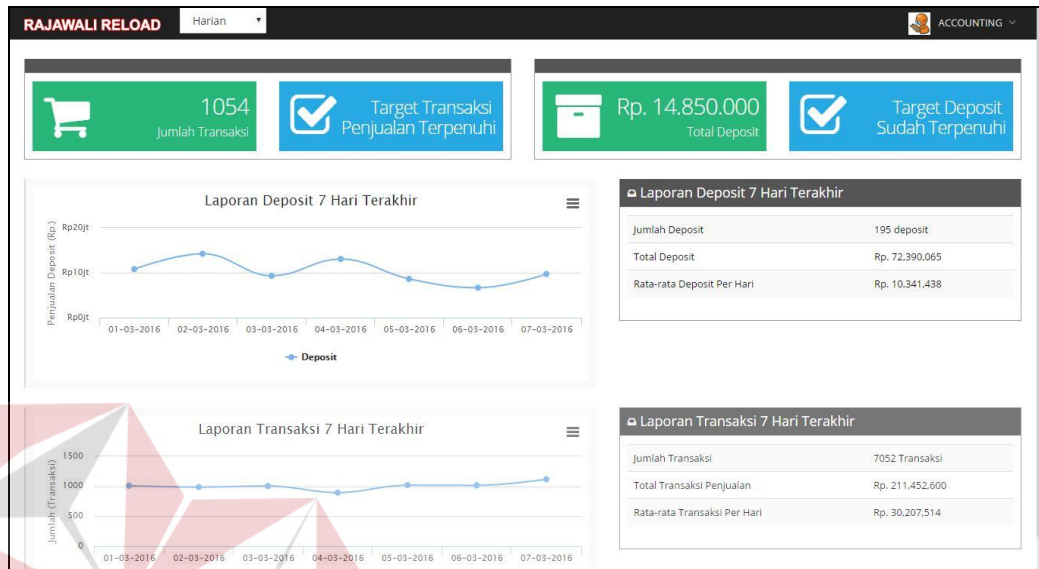 RAJAWALI RELOAD
Harian
ACCOUNTING
1054
Jumlah Transaksi
Target Transaksi
Penjualan Terpenuhi
Rp. 14.850.000
Total Deposit
Target Deposit
Sudah Terpenuhi
Laporan Deposit 7 Hari Terakhir
Penjualan Deposit (Rp.)
Rp20jt
Rp10jt
Rp0jt
01-03-2016 02-03-2016 03-03-2016 04-03-2016 05-03-2016 06-03-2016 07-03-2016
Deposit
Laporan Deposit 7 Hari Terakhir
Jumlah Deposit 195 deposit
Total Deposit Rp. 72,390,065
Rata-rata Deposit Per Hari Rp. 10,341,438
Laporan Transaksi 7 Hari Terakhir
Jumlah (Transaksi)
1500
1000
500
0
01-03-2016 02-03-2016 03-03-2016 04-03-2016 05-03-2016 06-03-2016 07-03-2016
Laporan Transaksi 7 Hari Terakhir
Jumlah Transaksi 7052 Transaksi
Total Transaksi Penjualan Rp. 211,452,600
Rata-rata Transaksi Per Hari Rp. 30,207,514